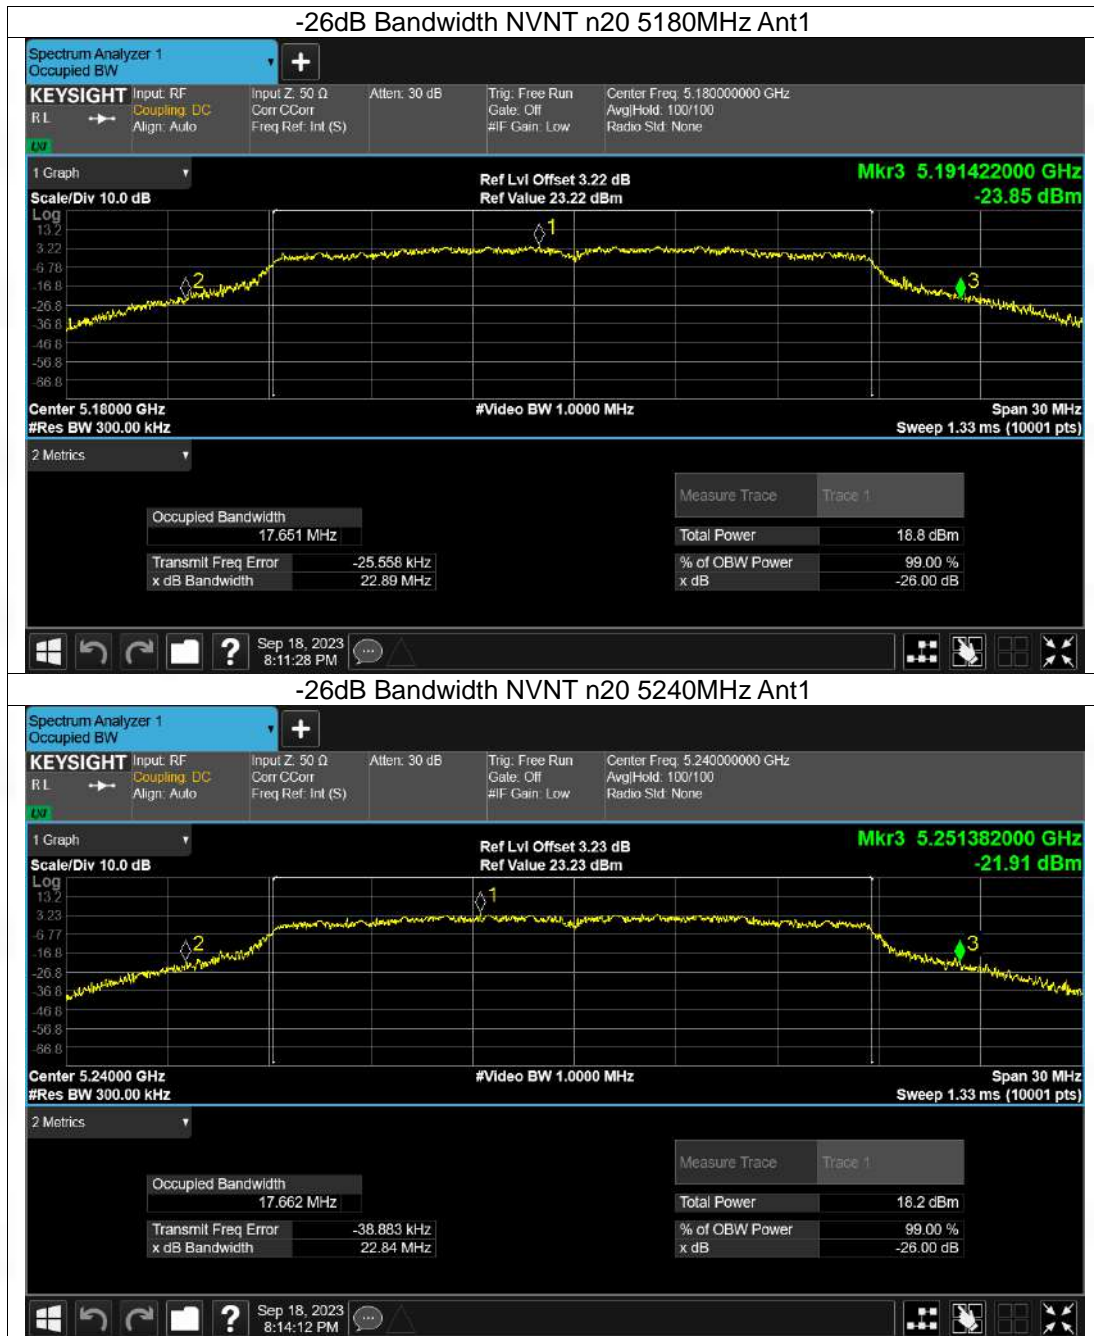 -26dB Bandwidth NVNT n20 5180MHz Ant1
Spectrum Analyzer 1
Occupied BW
KEYSIGHT Input: RF Input Z: 50 Ω Atten: 30 dB Trig: Free Run Center Freq: 5.180000000 GHz
Coupling: DC Corr CCorr Gate: Off Avg|Hold: 100/100
RL Align: Auto Freq Ref: Int (S) #IF Gain: Low Radio Std: None
LXI
1 Graph Ref Lvl Offset 3.22 dB Mkr3 5.191422000 GHz
Scale/Div 10.0 dB Ref Value 23.22 dBm -23.85 dBm
Log
13.2
3.22
-6.78
-16.8
-26.8
-36.8
-46.8
-56.8
-66.8
1
2
3
Center 5.18000 GHz #Video BW 1.0000 MHz Span 30 MHz
#Res BW 300.00 kHz Sweep 1.33 ms (10001 pts)
2 Metrics
Measure Trace Trace 1
Occupied Bandwidth
17.651 MHz Total Power 18.8 dBm
Transmit Freq Error -25.558 kHz % of OBW Power 99.00 %
x dB Bandwidth 22.89 MHz x dB -26.00 dB
? Sep 18, 2023
8:11:28 PM
-26dB Bandwidth NVNT n20 5240MHz Ant1
Spectrum Analyzer 1
Occupied BW
KEYSIGHT Input: RF Input Z: 50 Ω Atten: 30 dB Trig: Free Run Center Freq: 5.240000000 GHz
Coupling: DC Corr CCorr Gate: Off Avg|Hold: 100/100
RL Align: Auto Freq Ref: Int (S) #IF Gain: Low Radio Std: None
LXI
1 Graph Ref Lvl Offset 3.23 dB Mkr3 5.251382000 GHz
Scale/Div 10.0 dB Ref Value 23.23 dBm -21.91 dBm
Log
13.2
3.23
-6.77
-16.8
-26.8
-36.8
-46.8
-56.8
-66.8
1
2
3
Center 5.24000 GHz #Video BW 1.0000 MHz Span 30 MHz
#Res BW 300.00 kHz Sweep 1.33 ms (10001 pts)
2 Metrics
Measure Trace Trace 1
Occupied Bandwidth
17.662 MHz Total Power 18.2 dBm
Transmit Freq Error -38.883 kHz % of OBW Power 99.00 %
x dB Bandwidth 22.84 MHz x dB -26.00 dB
? Sep 18, 2023
8:14:12 PM